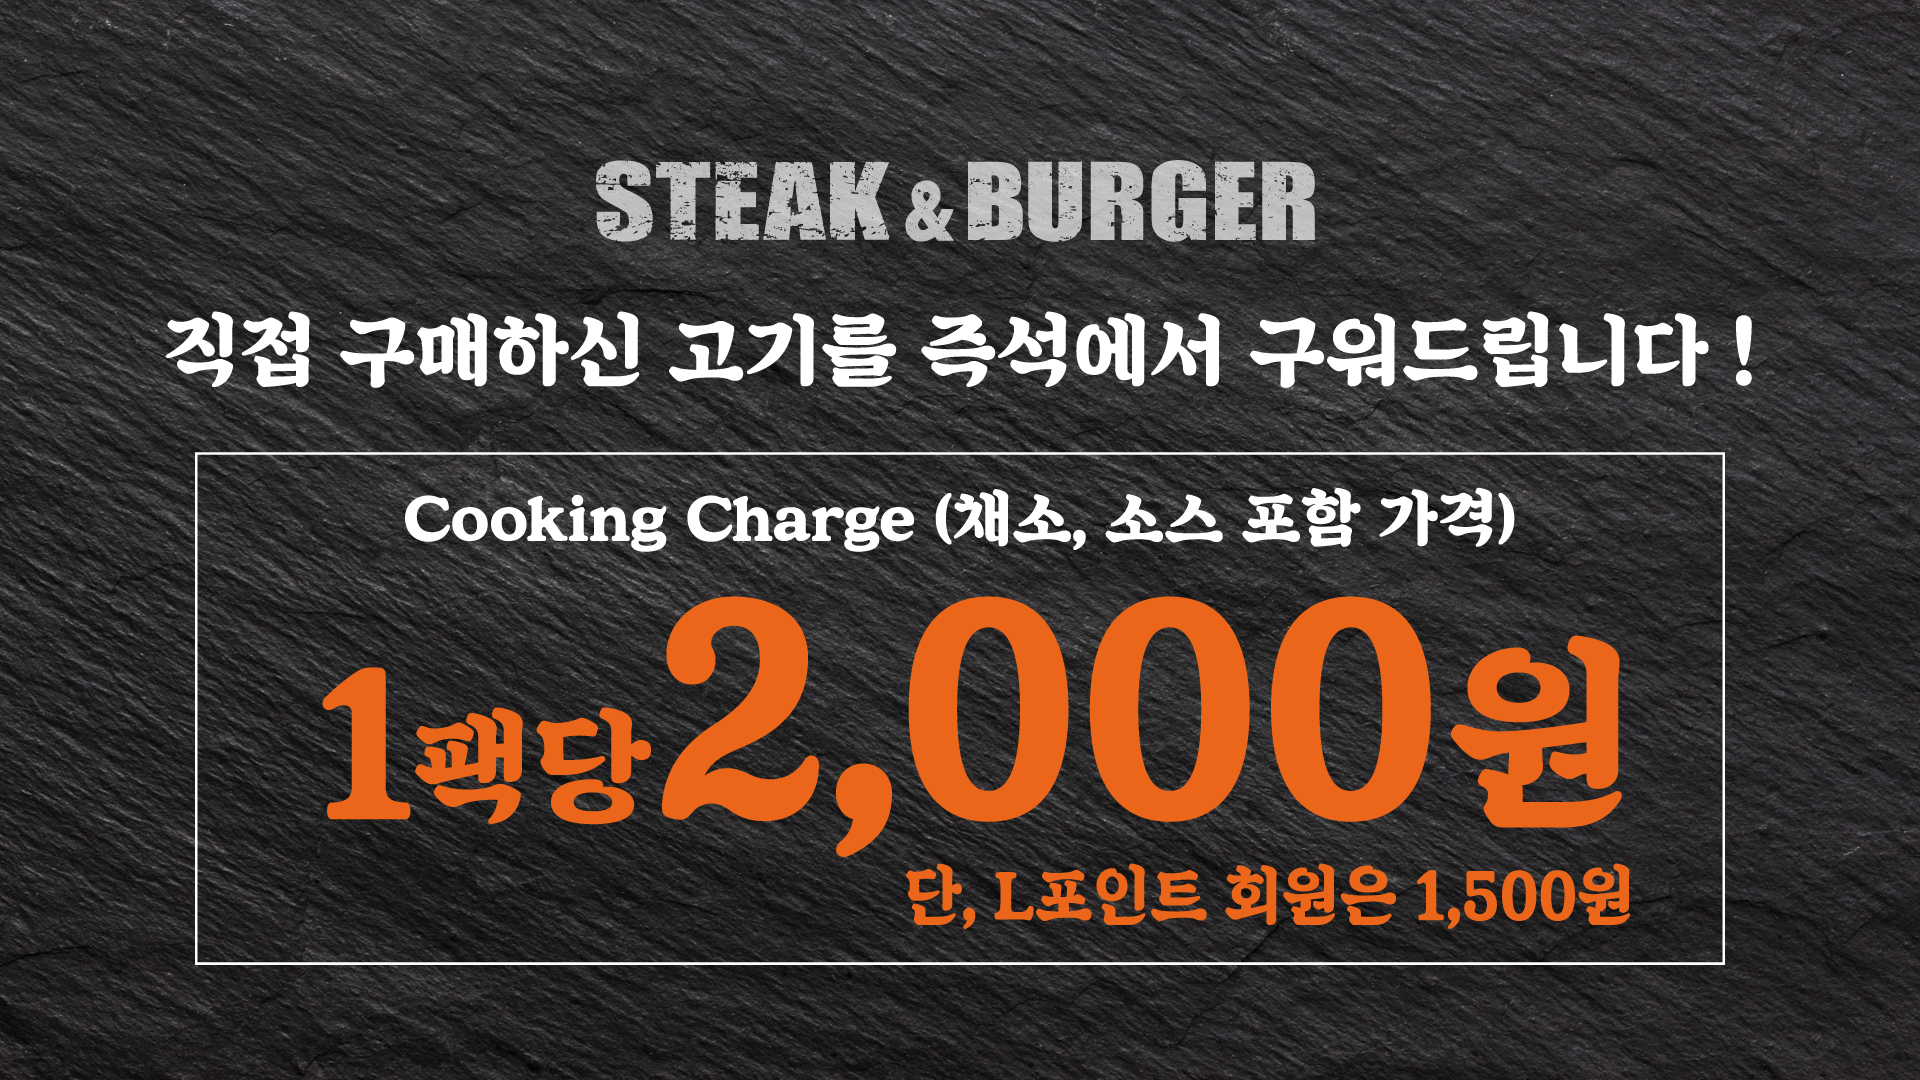 STEAK & BURGER
직접 구매하신 고기를 즉석에서 구워드립니다 !
Cooking Charge (채소, 소스 포함 가격)
1팩당 2,000원
단, L포인트 회원은 1,500원